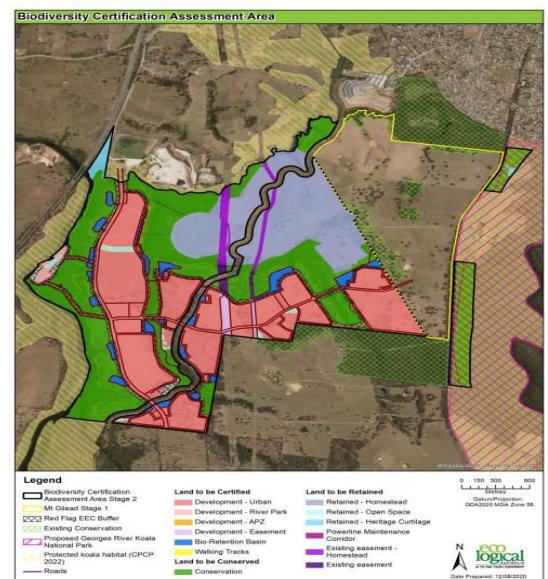 Biodiversity Certification Assessment Area
Legend
Biodiversity Certification
Assessment Area Stage 2
Mt Gilead Stage 1
Red Flag EEC Buffer
Existing Conservation
Proposed Georges River Koala
National Park
Protected koala habitat (CPCP
2022)
Roads
Land to be Certified
Development - Urban
Development - River Park
Development - APZ
Development - Easement
Bio-Retention Basin
Walking Tracks
Land to be Conserved
Conservation
Land to be Retained
Retained - Homestead
Retained - Open Space
Retained - Heritage Curtilage
Powerline Maintenance
Corridor
Existing easement -
Homestead
Existing easement
0 150 300 600
Metres
Datum/Projection:
GDA2020 MGA Zone 56
N
eco
logical
AUSTRALIA
Date Prepared: 12/08/2020